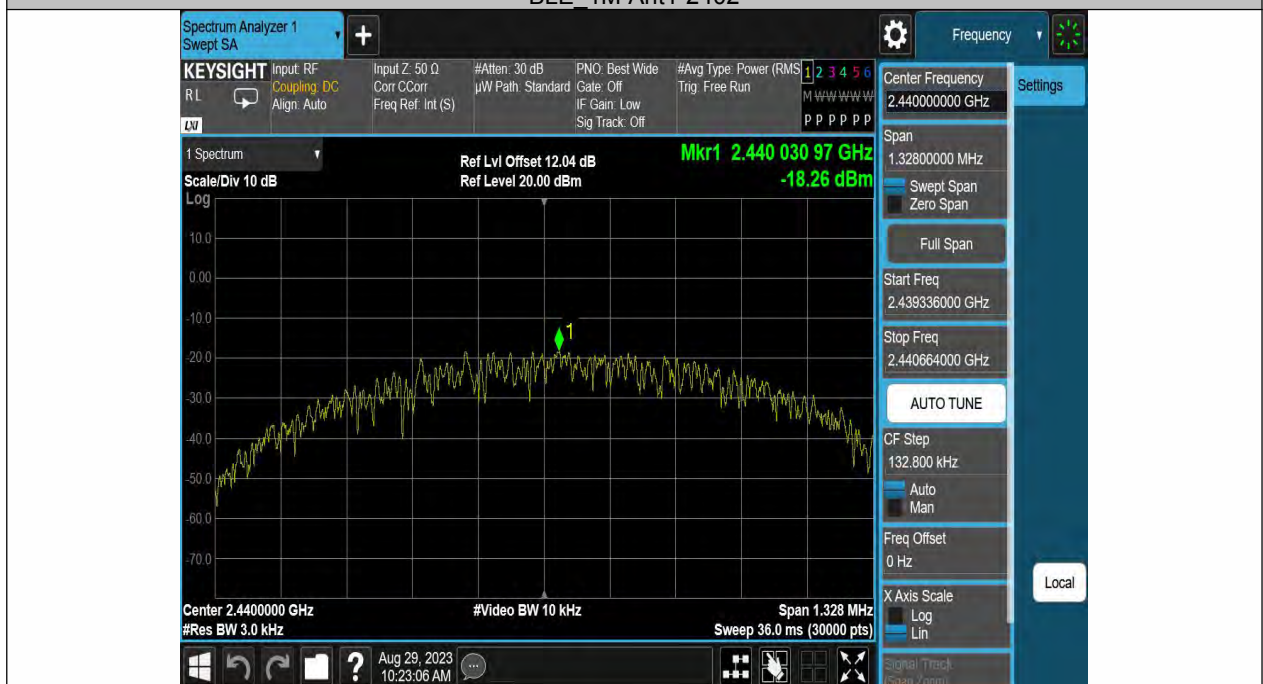 Spectrum Analyzer 1
Swept SA
Frequency
KEYSIGHT
RL
LXI
Input: RF
Coupling: DC
Align: Auto
Input Z: 50 Ω
Corr CCorr
Freq Ref: Int (S)
#Atten: 30 dB
µW Path: Standard
PNO: Best Wide
Gate: Off
IF Gain: Low
Sig Track: Off
#Avg Type: Power (RMS
Trig: Free Run
1 2 3 4 5 6
M W W W W W
P P P P P P
Center Frequency
2.440000000 GHz
Settings
Span
1.32800000 MHz
Swept Span
Zero Span
Full Span
Start Freq
2.439336000 GHz
Stop Freq
2.440664000 GHz
AUTO TUNE
CF Step
132.800 kHz
Auto
Man
Freq Offset
0 Hz
X Axis Scale
Log
Lin
Signal Track
Local
1 Spectrum
Scale/Div 10 dB
Log
Ref Lvl Offset 12.04 dB
Ref Level 20.00 dBm
Mkr1 2.440 030 97 GHz
-18.26 dBm
10.0
0.00
-10.0
1
-20.0
-30.0
-40.0
-50.0
-60.0
-70.0
Center 2.4400000 GHz
#Video BW 10 kHz
Span 1.328 MHz
#Res BW 3.0 kHz
Sweep 36.0 ms (30000 pts)
?
Aug 29, 2023
10:23:06 AM